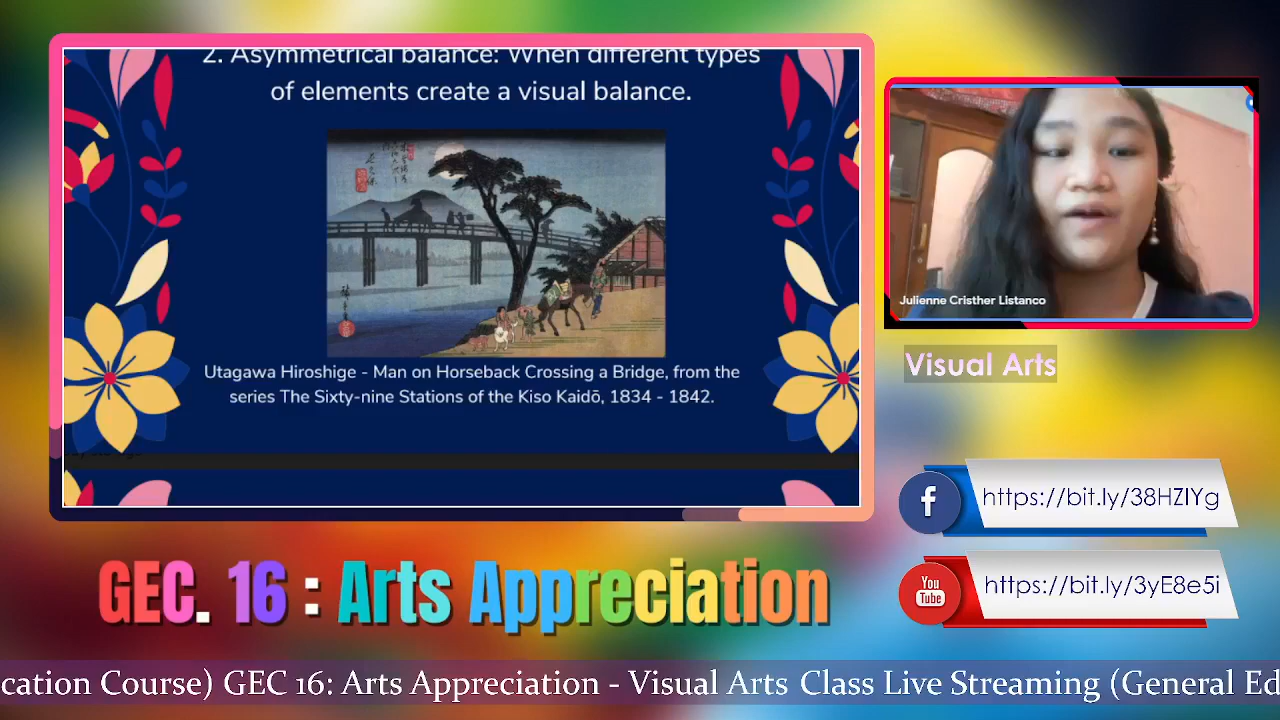 2. Asymmetrical balance: When different types
of elements create a visual balance.
Utagawa Hiroshige - Man on Horseback Crossing a Bridge, from the
series The Sixty-nine Stations of the Kiso Kaidō, 1834 - 1842.
Julienne Cristher Listanco
Visual Arts
f
https://bit.ly/38HZIYg
You
Tube
https://bit.ly/3yE8e5i
GEC. 16 : Arts Appreciation
cation Course) GEC 16: Arts Appreciation - Visual Arts Class Live Streaming (General Ed